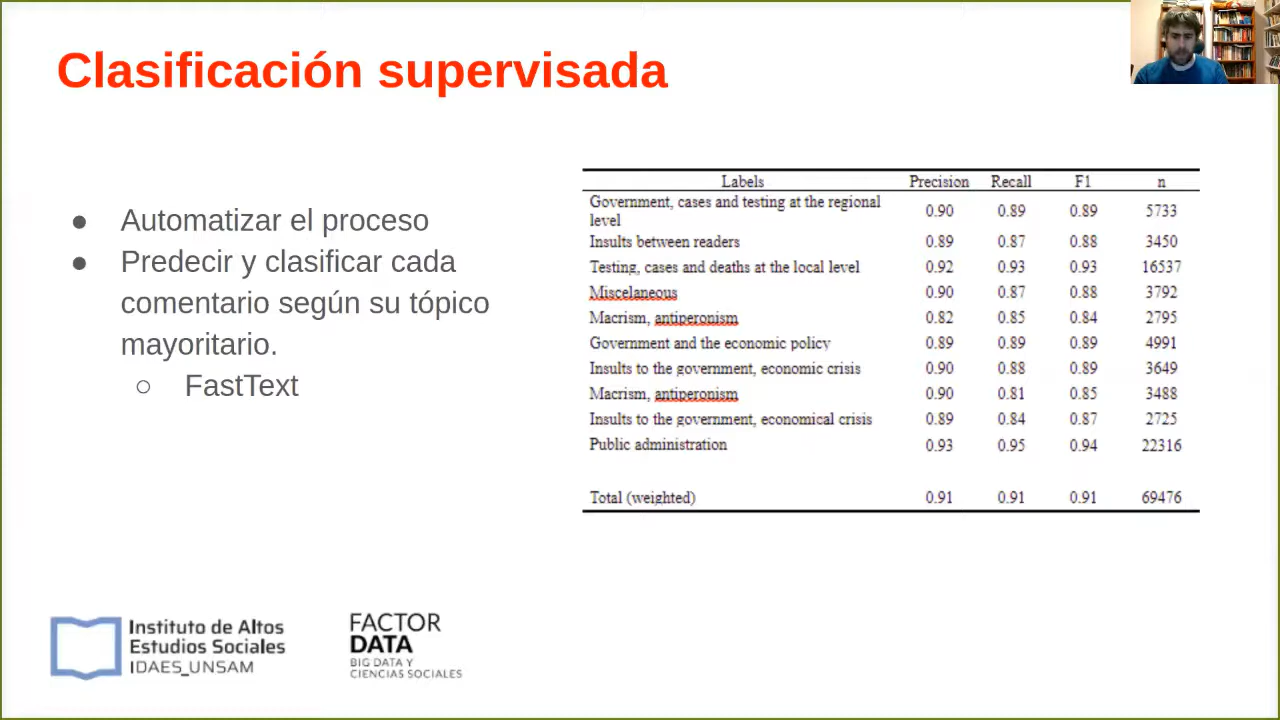 Clasificación supervisada
● Automatizar el proceso
● Predecir y clasificar cada
comentario según su tópico
mayoritario.
○ FastText
Labels Precision Recall F1 n
Government, cases and testing at the regional
level 0.90 0.89 0.89 5733
Insults between readers 0.89 0.87 0.88 3450
Testing, cases and deaths at the local level 0.92 0.93 0.93 16537
Miscelaneous 0.90 0.87 0.88 3792
Macrism, antiperonism 0.82 0.85 0.84 2795
Government and the economic policy 0.89 0.89 0.89 4991
Insults to the government, economic crisis 0.90 0.88 0.89 3649
Macrism, antiperonism 0.90 0.81 0.85 3488
Insults to the government, economical crisis 0.89 0.84 0.87 2725
Public administration 0.93 0.95 0.94 22316
Total (weighted) 0.91 0.91 0.91 69476
Instituto de Altos
Estudios Sociales
IDAES_UNSAM
FACTOR
DATA
BIG DATA Y
CIENCIAS SOCIALES